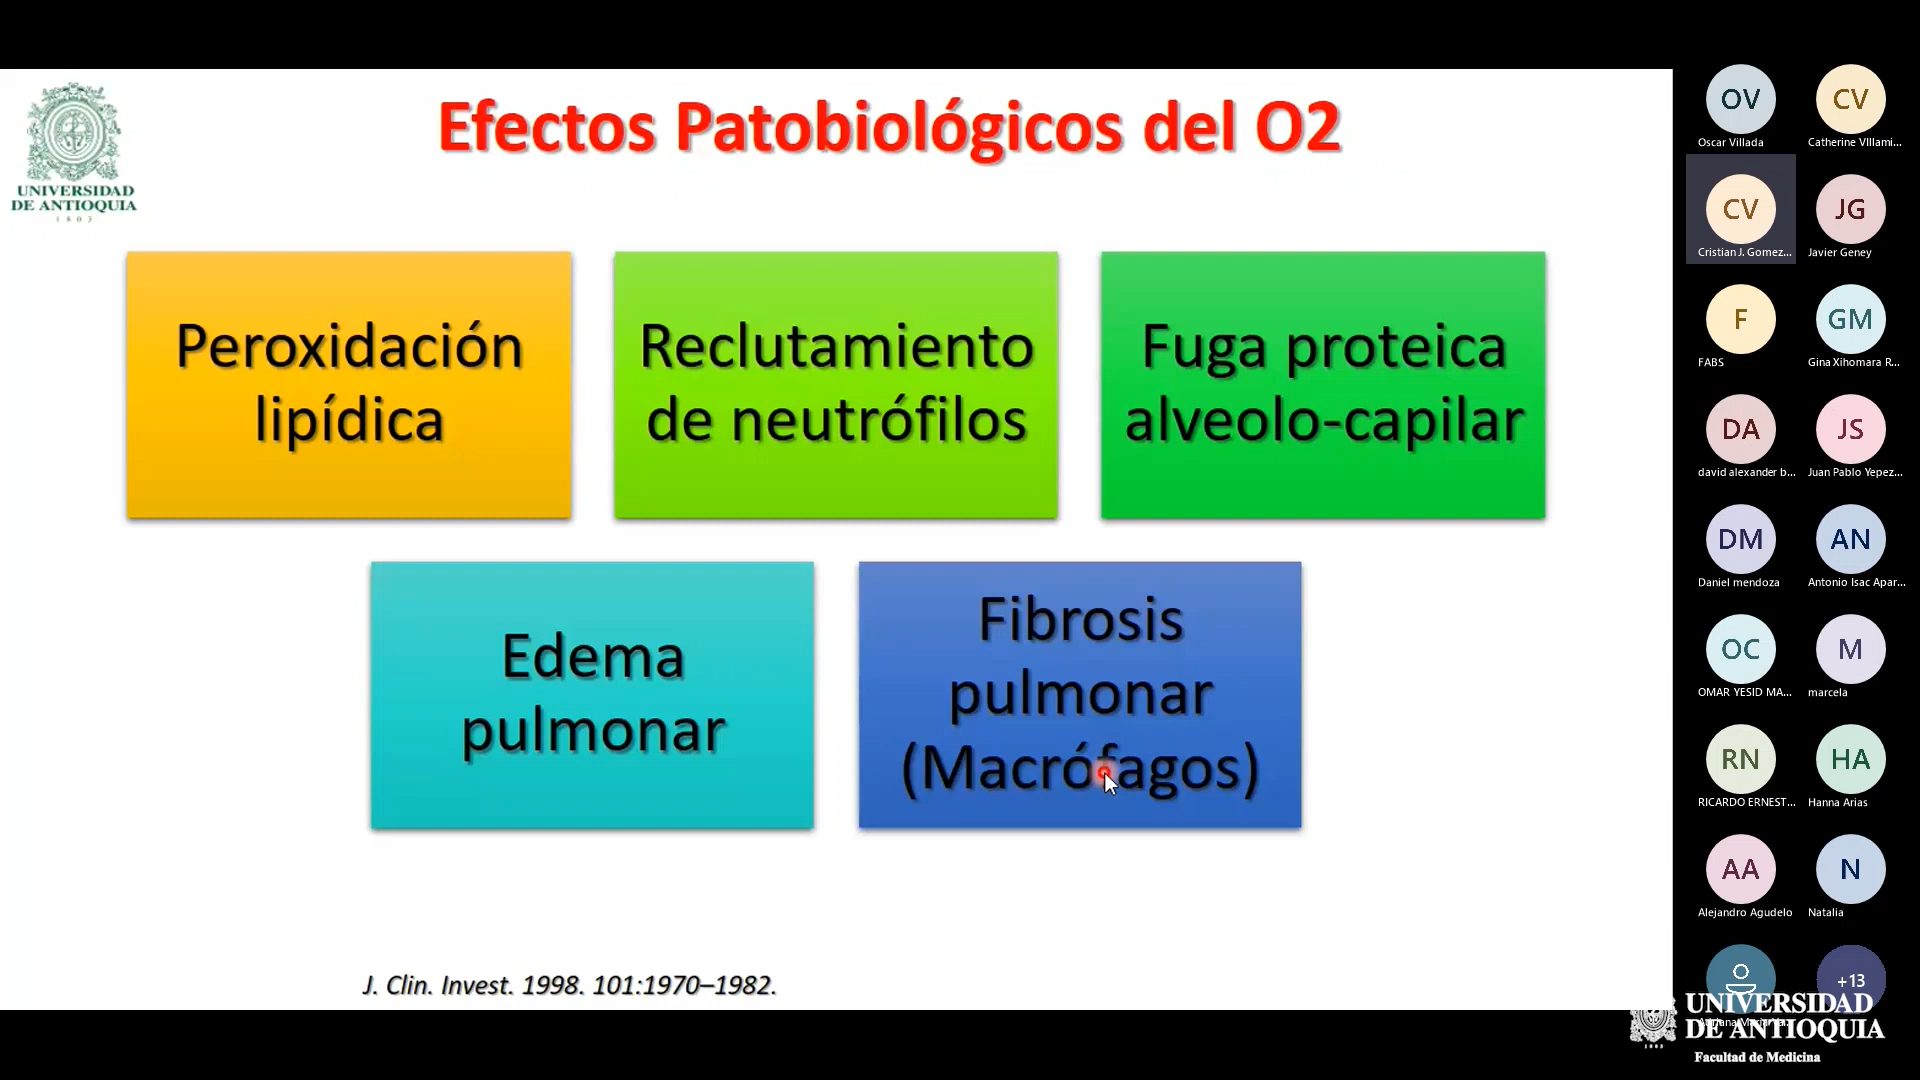 UNIVERSIDAD
DE ANTIOQUIA
1803
Efectos Patobiológicos del O2
Peroxidación
lipídica
Reclutamiento
de neutrófilos
Fuga proteica
alveolo-capilar
Edema
pulmonar
Fibrosis
pulmonar
(Macrófagos)
J. Clin. Invest. 1998. 101:1970–1982.
OV
Oscar Villada
CV
Catherine VIllami...
CV
Cristian J. Gomez...
JG
Javier Geney
F
FABS
GM
Gina Xihomara R...
DA
david alexander b...
JS
Juan Pablo Yepez...
DM
Daniel mendoza
AN
Antonio Isac Apar...
OC
OMAR YESID MA...
M
marcela
RN
RICARDO ERNEST...
HA
Hanna Arias
AA
Alejandro Agudelo
N
Natalia
+13
UNIVERSIDAD
DE ANTIOQUIA
1803
Facultad de Medicina